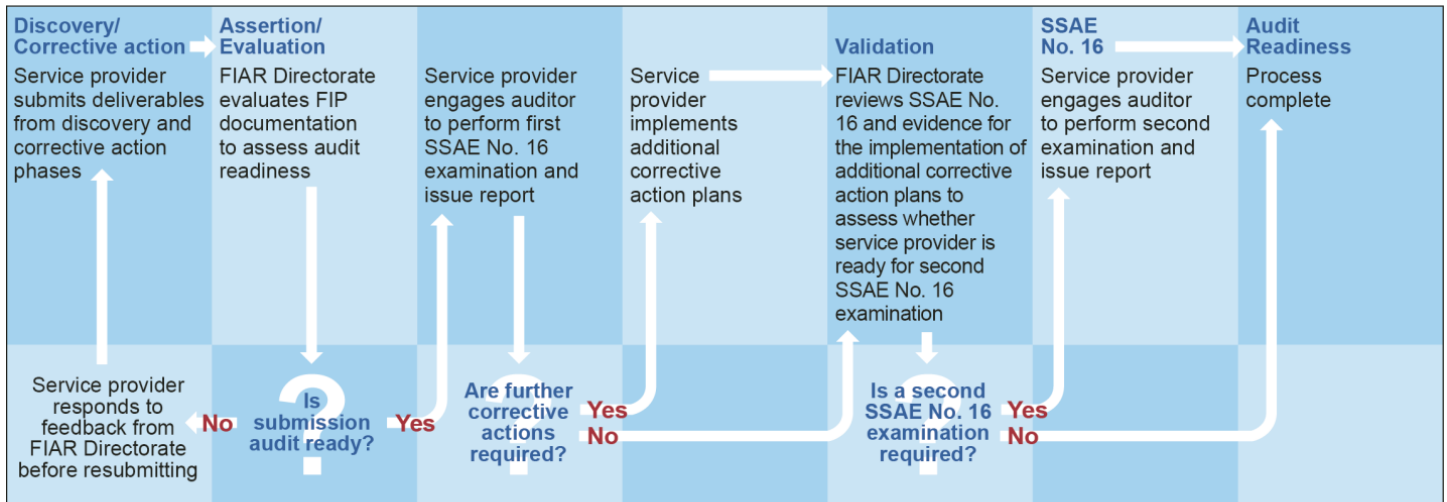 Discovery/
Corrective action
Service provider
submits deliverables
from discovery and
corrective action
phases
Service provider
responds to
feedback from
FIAR Directorate
before resubmitting
Assertion/
Evaluation
FIAR Directorate
evaluates FIP
documentation
to assess audit
readiness
?
Is
submission
audit ready?
No
Yes
Service provider
engages auditor
to perform first
SSAE No. 16
examination and
issue report
?
Are further
corrective
actions
required?
Yes
No
Service
provider
implements
additional
corrective
action plans
Validation
FIAR Directorate
reviews SSAE No.
16 and evidence for
the implementation of
additional corrective
action plans to
assess whether
service provider is
ready for second
SSAE No. 16
examination
?
Is a second
SSAE No. 16
examination
required?
Yes
No
SSAE
No. 16
Service provider
engages auditor
to perform second
examination and
issue report
Audit
Readiness
Process
complete